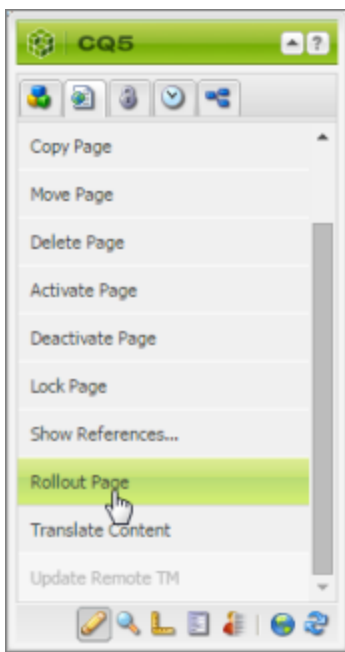 CQ5
?
Copy Page
Move Page
Delete Page
Activate Page
Deactivate Page
Lock Page
Show References...
Rollout Page
Translate Content
Update Remote TM